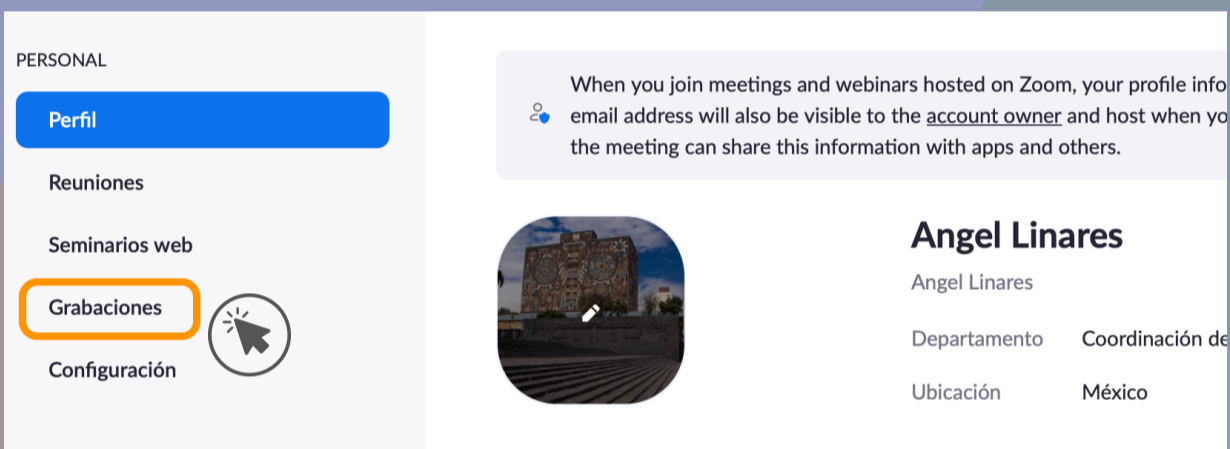 PERSONAL
Perfil
Reuniones
Seminarios web
Grabaciones
Configuración
When you join meetings and webinars hosted on Zoom, your profile info
email address will also be visible to the account owner and host when yo
the meeting can share this information with apps and others.
Angel Linares
Angel Linares
Departamento Coordinación de
Ubicación México